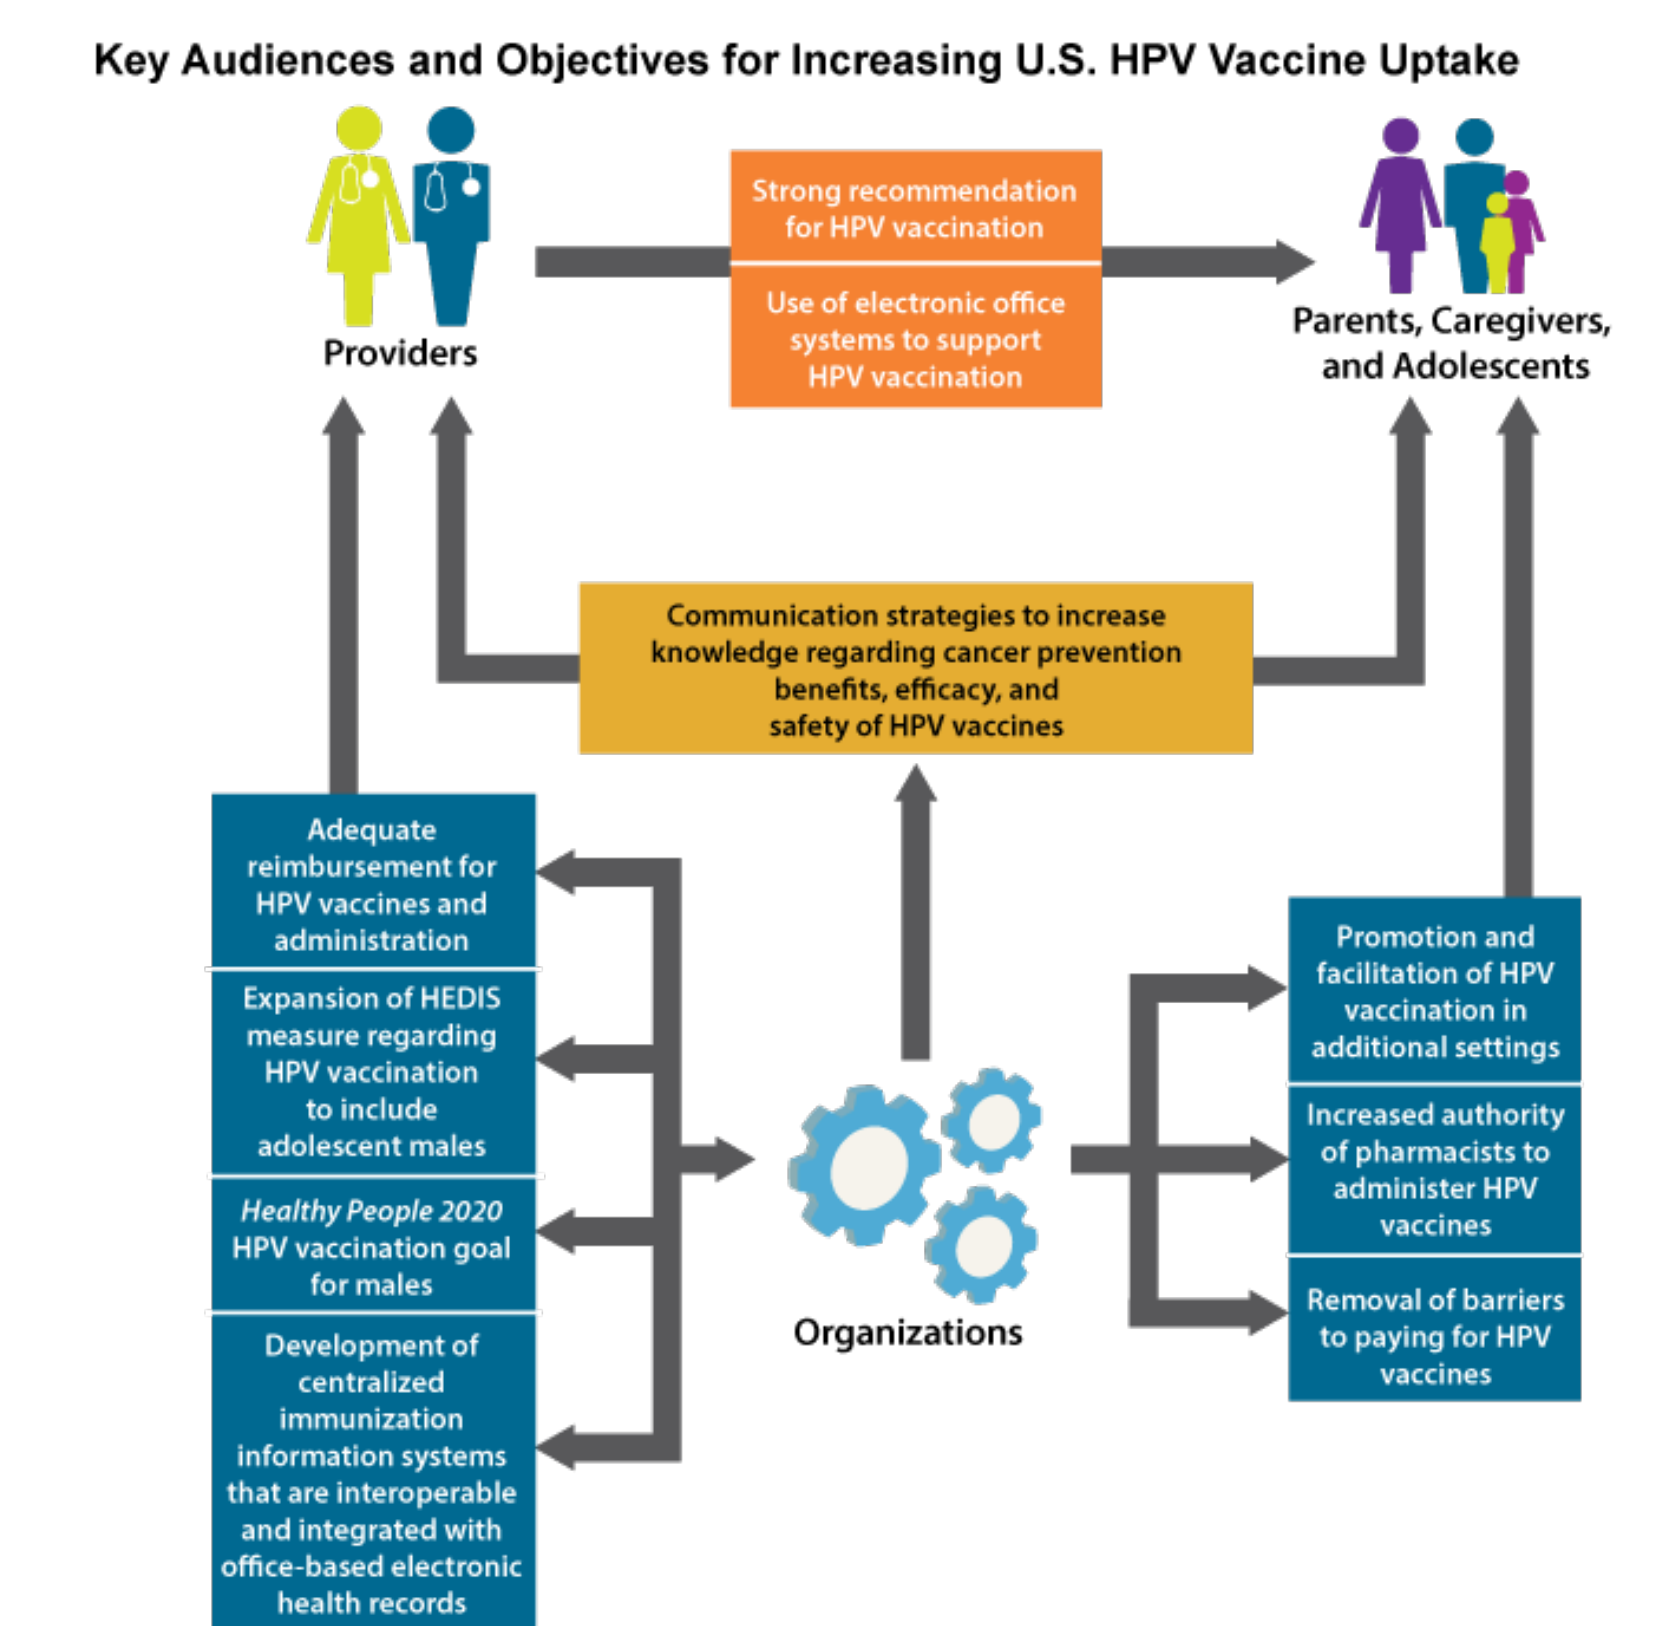 Key Audiences and Objectives for Increasing U.S. HPV Vaccine Uptake
Providers
Strong recommendation
for HPV vaccination
Use of electronic office
systems to support
HPV vaccination
Parents, Caregivers,
and Adolescents
Communication strategies to increase
knowledge regarding cancer prevention
benefits, efficacy, and
safety of HPV vaccines
Adequate
reimbursement for
HPV vaccines and
administration
Expansion of HEDIS
measure regarding
HPV vaccination
to include
adolescent males
Healthy People 2020
HPV vaccination goal
for males
Development of
centralized
immunization
information systems
that are interoperable
and integrated with
office-based electronic
health records
Organizations
Promotion and
facilitation of HPV
vaccination in
additional settings
Increased authority
of pharmacists to
administer HPV
vaccines
Removal of barriers
to paying for HPV
vaccines